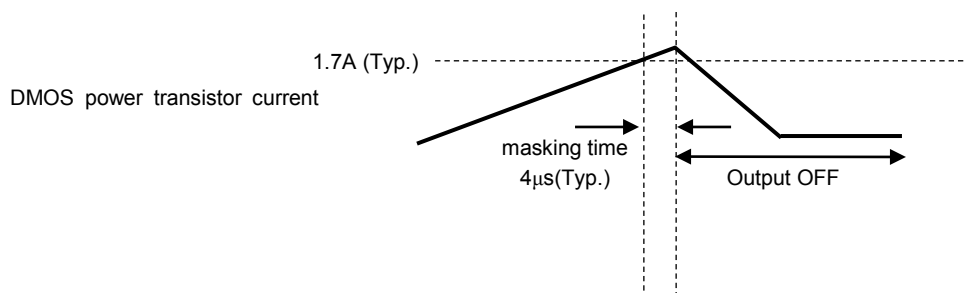 1.7A (Typ.)
DMOS power transistor current
masking time
4μs(Typ.)
Output OFF